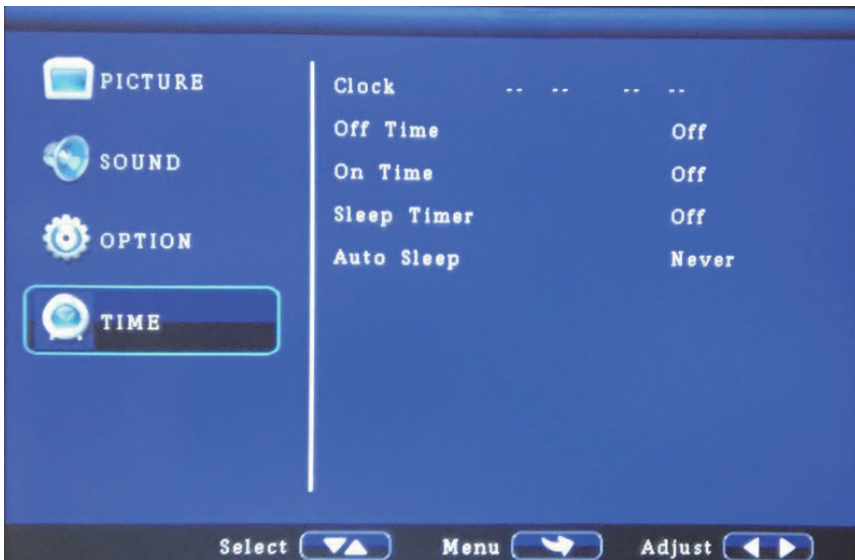 PICTURE
SOUND
OPTION
TIME
Clock -- -- -- --
Off Time Off
On Time Off
Sleep Timer Off
Auto Sleep Never
Select Menu Adjust